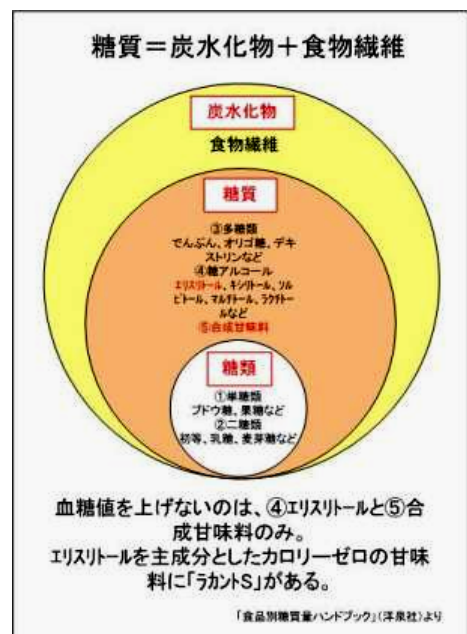 糖質＝炭水化物＋食物繊維
炭水化物
食物繊維
糖質
③多糖類
でんぷん、オリゴ糖、デキ
ストリンなど
④糖アルコール
エリスリトール、キシリトール、ソル
ビトール、マルチトール、ラクチトー
ルなど
⑤合成甘味料
糖類
①単糖類
ブドウ糖、果糖など
②二糖類
初等、乳糖、麦芽糖など
血糖値を上げないのは、④エリスリトールと⑤合
成甘味料のみ。
エリスリトールを主成分としたカロリーゼロの甘味
料に「ラカントS」がある。
「食品別糖質量ハンドブック」（洋泉社）より